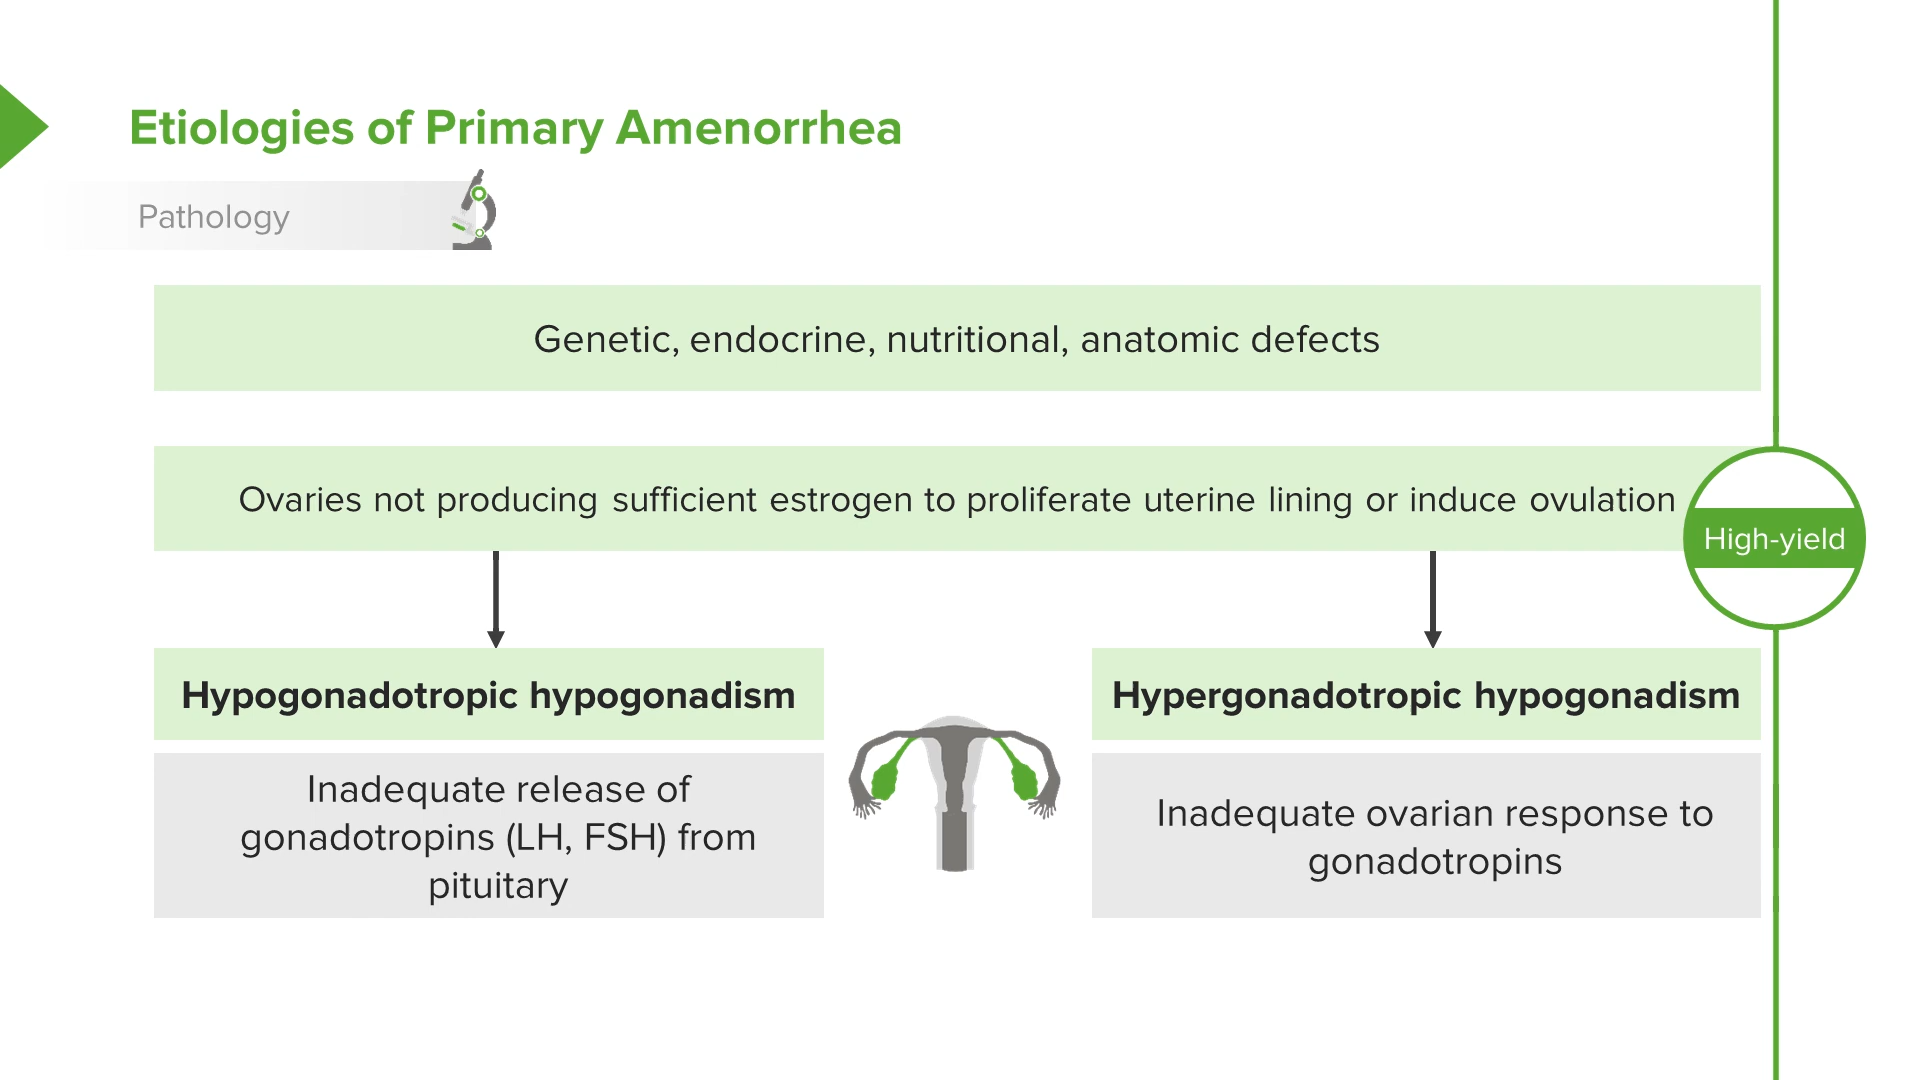 Etiologies of Primary Amenorrhea
Pathology
Genetic, endocrine, nutritional, anatomic defects
Ovaries not producing sufficient estrogen to proliferate uterine lining or induce ovulation
High-yield
Hypogonadotropic hypogonadism
Inadequate release of
gonadotropins (LH, FSH) from
pituitary
Hypergonadotropic hypogonadism
Inadequate ovarian response to
gonadotropins